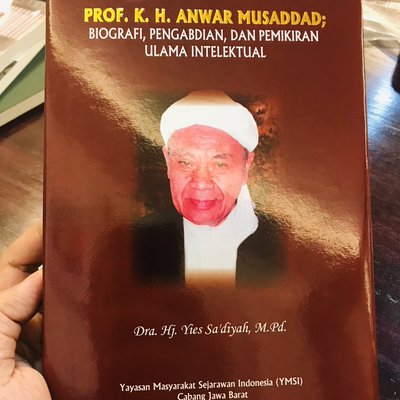 PROF. K. H. ANWAR MUSADDAD;
BIOGRAFI, PENGABDIAN, DAN PEMIKIRAN
ULAMA INTELEKTUAL
Dra. Hj. Yies Sa'diyah, M.Pd.
Yayasan Masyarakat Sejarawan Indonesia (YMSI)
Cabang Jawa Barat